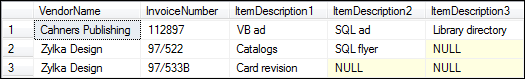 VendorName InvoiceNumber ItemDescription1 ItemDescription2 ItemDescription3
1 Cahners Publishing 112897 VB ad SQL ad Library directory
2 Zylka Design 97/522 Catalogs SQL flyer NULL
3 Zylka Design 97/533B Card revision NULL NULL